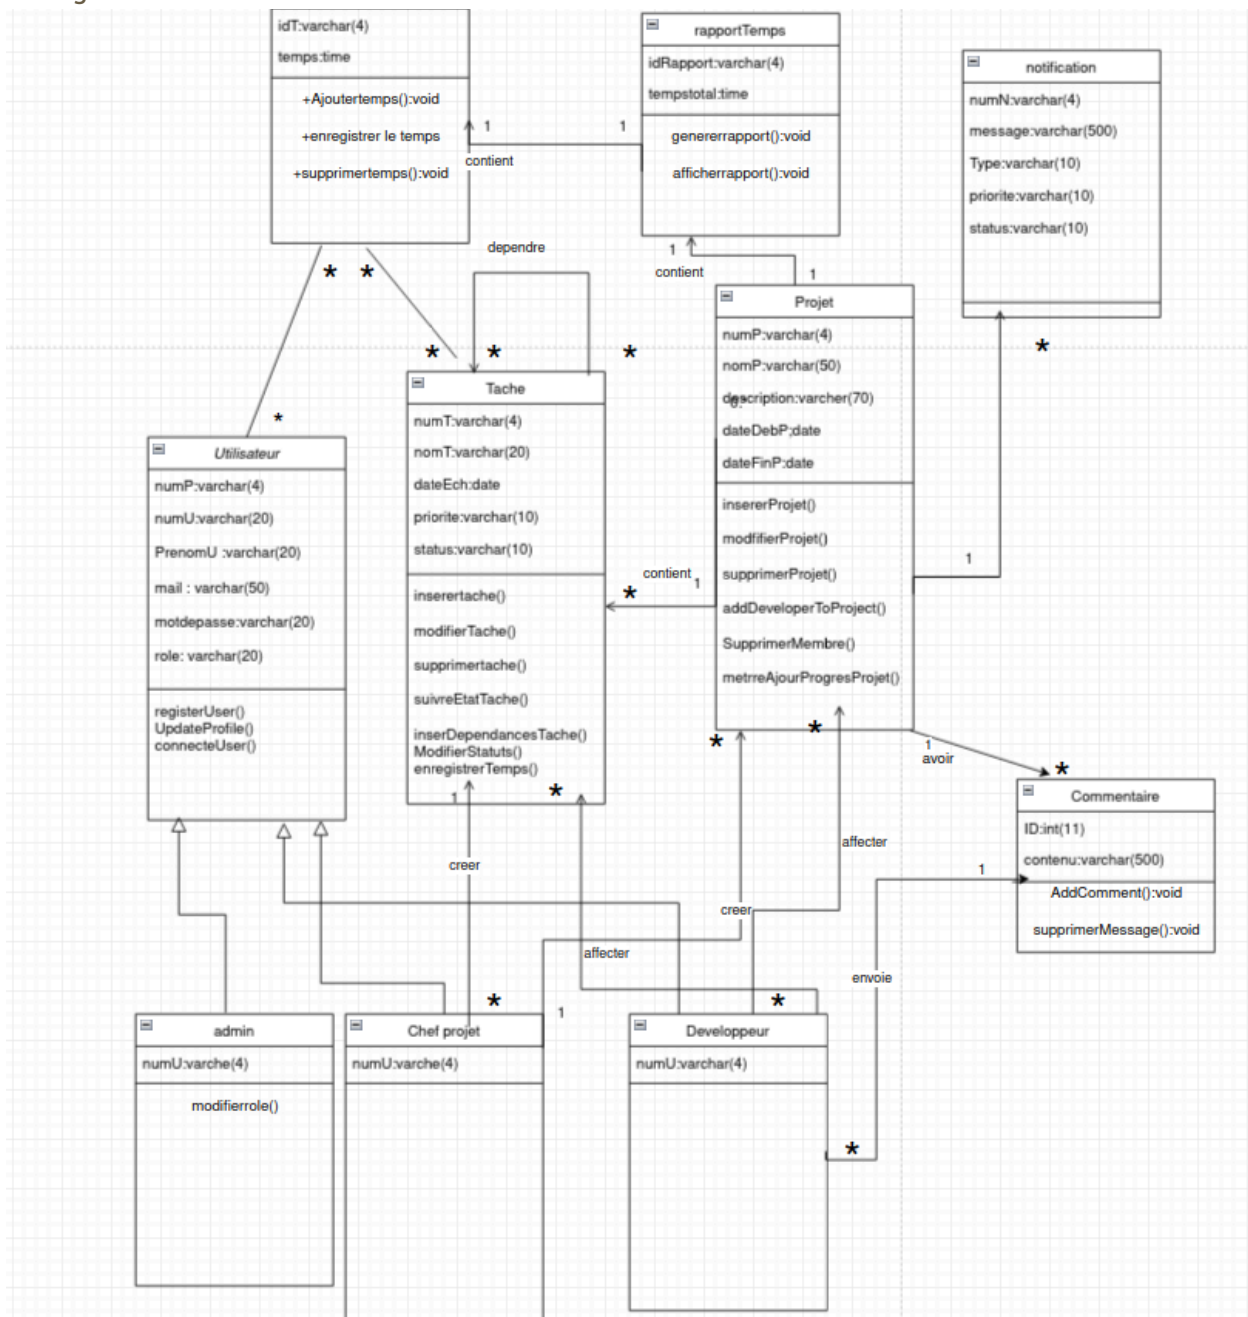 idT:varchar(4)
temps:time
+Ajoutertemps():void
+enregistrer le temps
+supprimertemps():void
rapportTemps
idRapport:varchar(4)
tempstotal:time
genererrapport():void
afficherrapport():void
notification
numN:varchar(4)
message:varchar(500)
Type:varchar(10)
priorite:varchar(10)
status:varchar(10)
1
1
contient
dependre
1
contient
1
*
*
*
*
*
*
*
Projet
numP:varchar(4)
nomP:varchar(50)
description:varcher(70)
dateDebP;date
dateFinP:date
insererProjet()
modfifierProjet()
supprimerProjet()
addDeveloperToProject()
SupprimerMembre()
metrreAjourProgresProjet()
Tache
numT:varchar(4)
nomT:varchar(20)
dateEch:date
priorite:varchar(10)
status:varchar(10)
inserertache()
modifierTache()
supprimertache()
suivreEtatTache()
inserDependancesTache()
ModifierStatuts()
enregistrerTemps()
Utilisateur
numP:varchar(4)
numU:varchar(20)
PrenomU :varchar(20)
mail : varchar(50)
motdepasse:varchar(20)
role: varchar(20)
registerUser()
UpdateProfile()
connecteUser()
contient
1
*
1
*
*
1
avoir
*
1
*
Commentaire
ID:int(11)
contenu:varchar(500)
AddComment():void
supprimerMessage():void
creer
affecter
1
creer
affecter
envoie
*
1
*
*
admin
numU:varche(4)
modifierrole()
Chef projet
numU:varche(4)
Developpeur
numU:varchar(4)